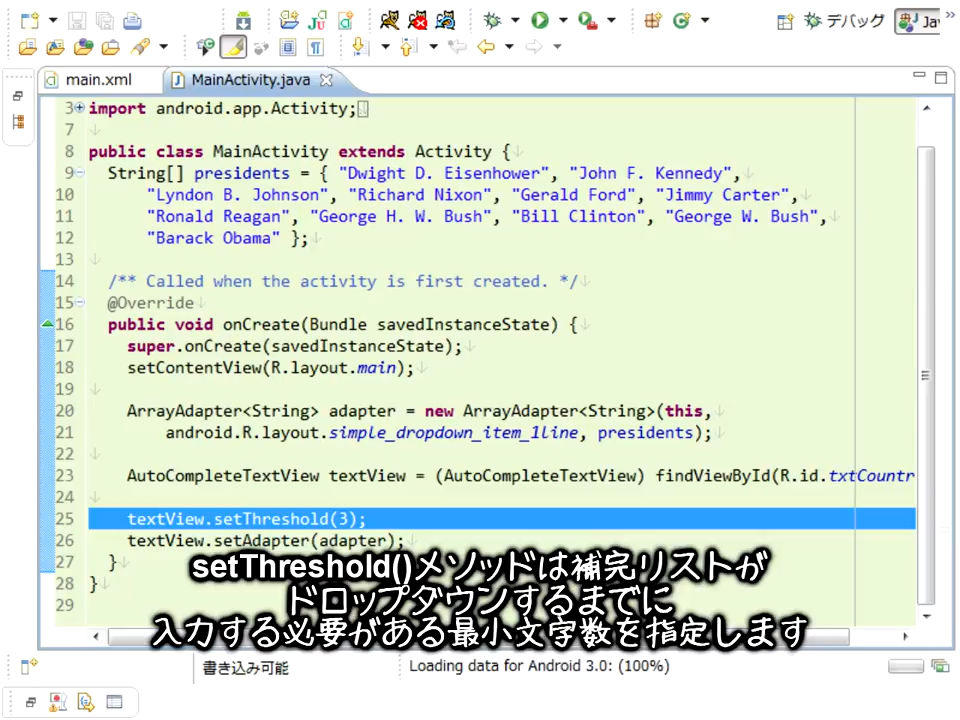 デバッグ
Ja
main.xml
MainActivity.java
3 import android.app.Activity;
7
8 public class MainActivity extends Activity {
9 String[] presidents = { "Dwight D. Eisenhower", "John F. Kennedy",
10 "Lyndon B. Johnson", "Richard Nixon", "Gerald Ford", "Jimmy Carter",
11 "Ronald Reagan", "George H. W. Bush", "Bill Clinton", "George W. Bush",
12 "Barack Obama" };
13
14 /** Called when the activity is first created. */
15 @Override
16 public void onCreate(Bundle savedInstanceState) {
17 super.onCreate(savedInstanceState);
18 setContentView(R.layout.main);
19
20 ArrayAdapter<String> adapter = new ArrayAdapter<String>(this,
21 android.R.layout.simple_dropdown_item_1line, presidents);
22
23 AutoCompleteTextView textView = (AutoCompleteTextView) findViewById(R.id.txtCountr
24
25 textView.setThreshold(3);
26 textView.setAdapter(adapter);
27 }
28 }
29
setThreshold()メソッドは補完リストが
ドロップダウンするまでに
入力する必要がある最小文字数を指定します
書き込み可能
Loading data for Android 3.0: (100%)